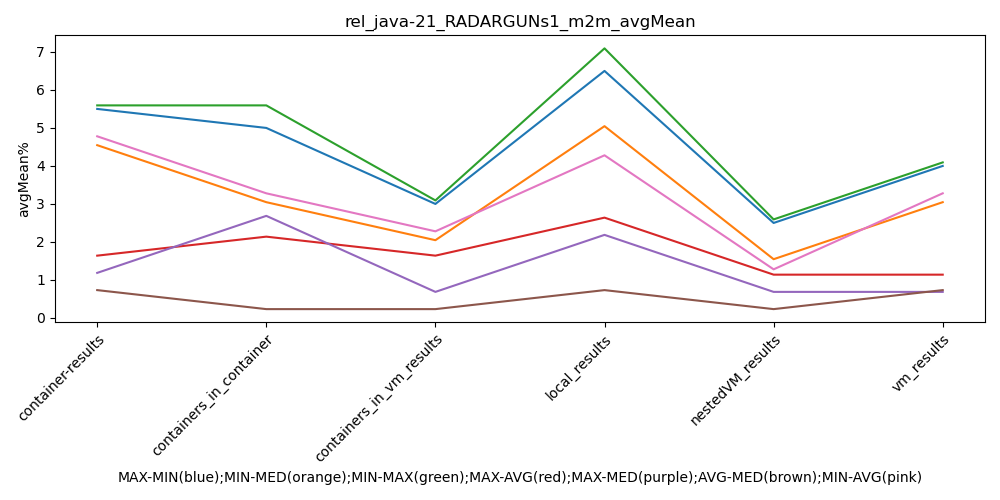 rel_java-21_RADARGUNs1_m2m_avgMean
avgMean%
7
6
5
4
3
2
1
0
container-results
containers_in_container
containers_in_vm_results
local_results
nestedVM_results
vm_results
MAX-MIN(blue);MIN-MED(orange);MIN-MAX(green);MAX-AVG(red);MAX-MED(purple);AVG-MED(brown);MIN-AVG(pink)